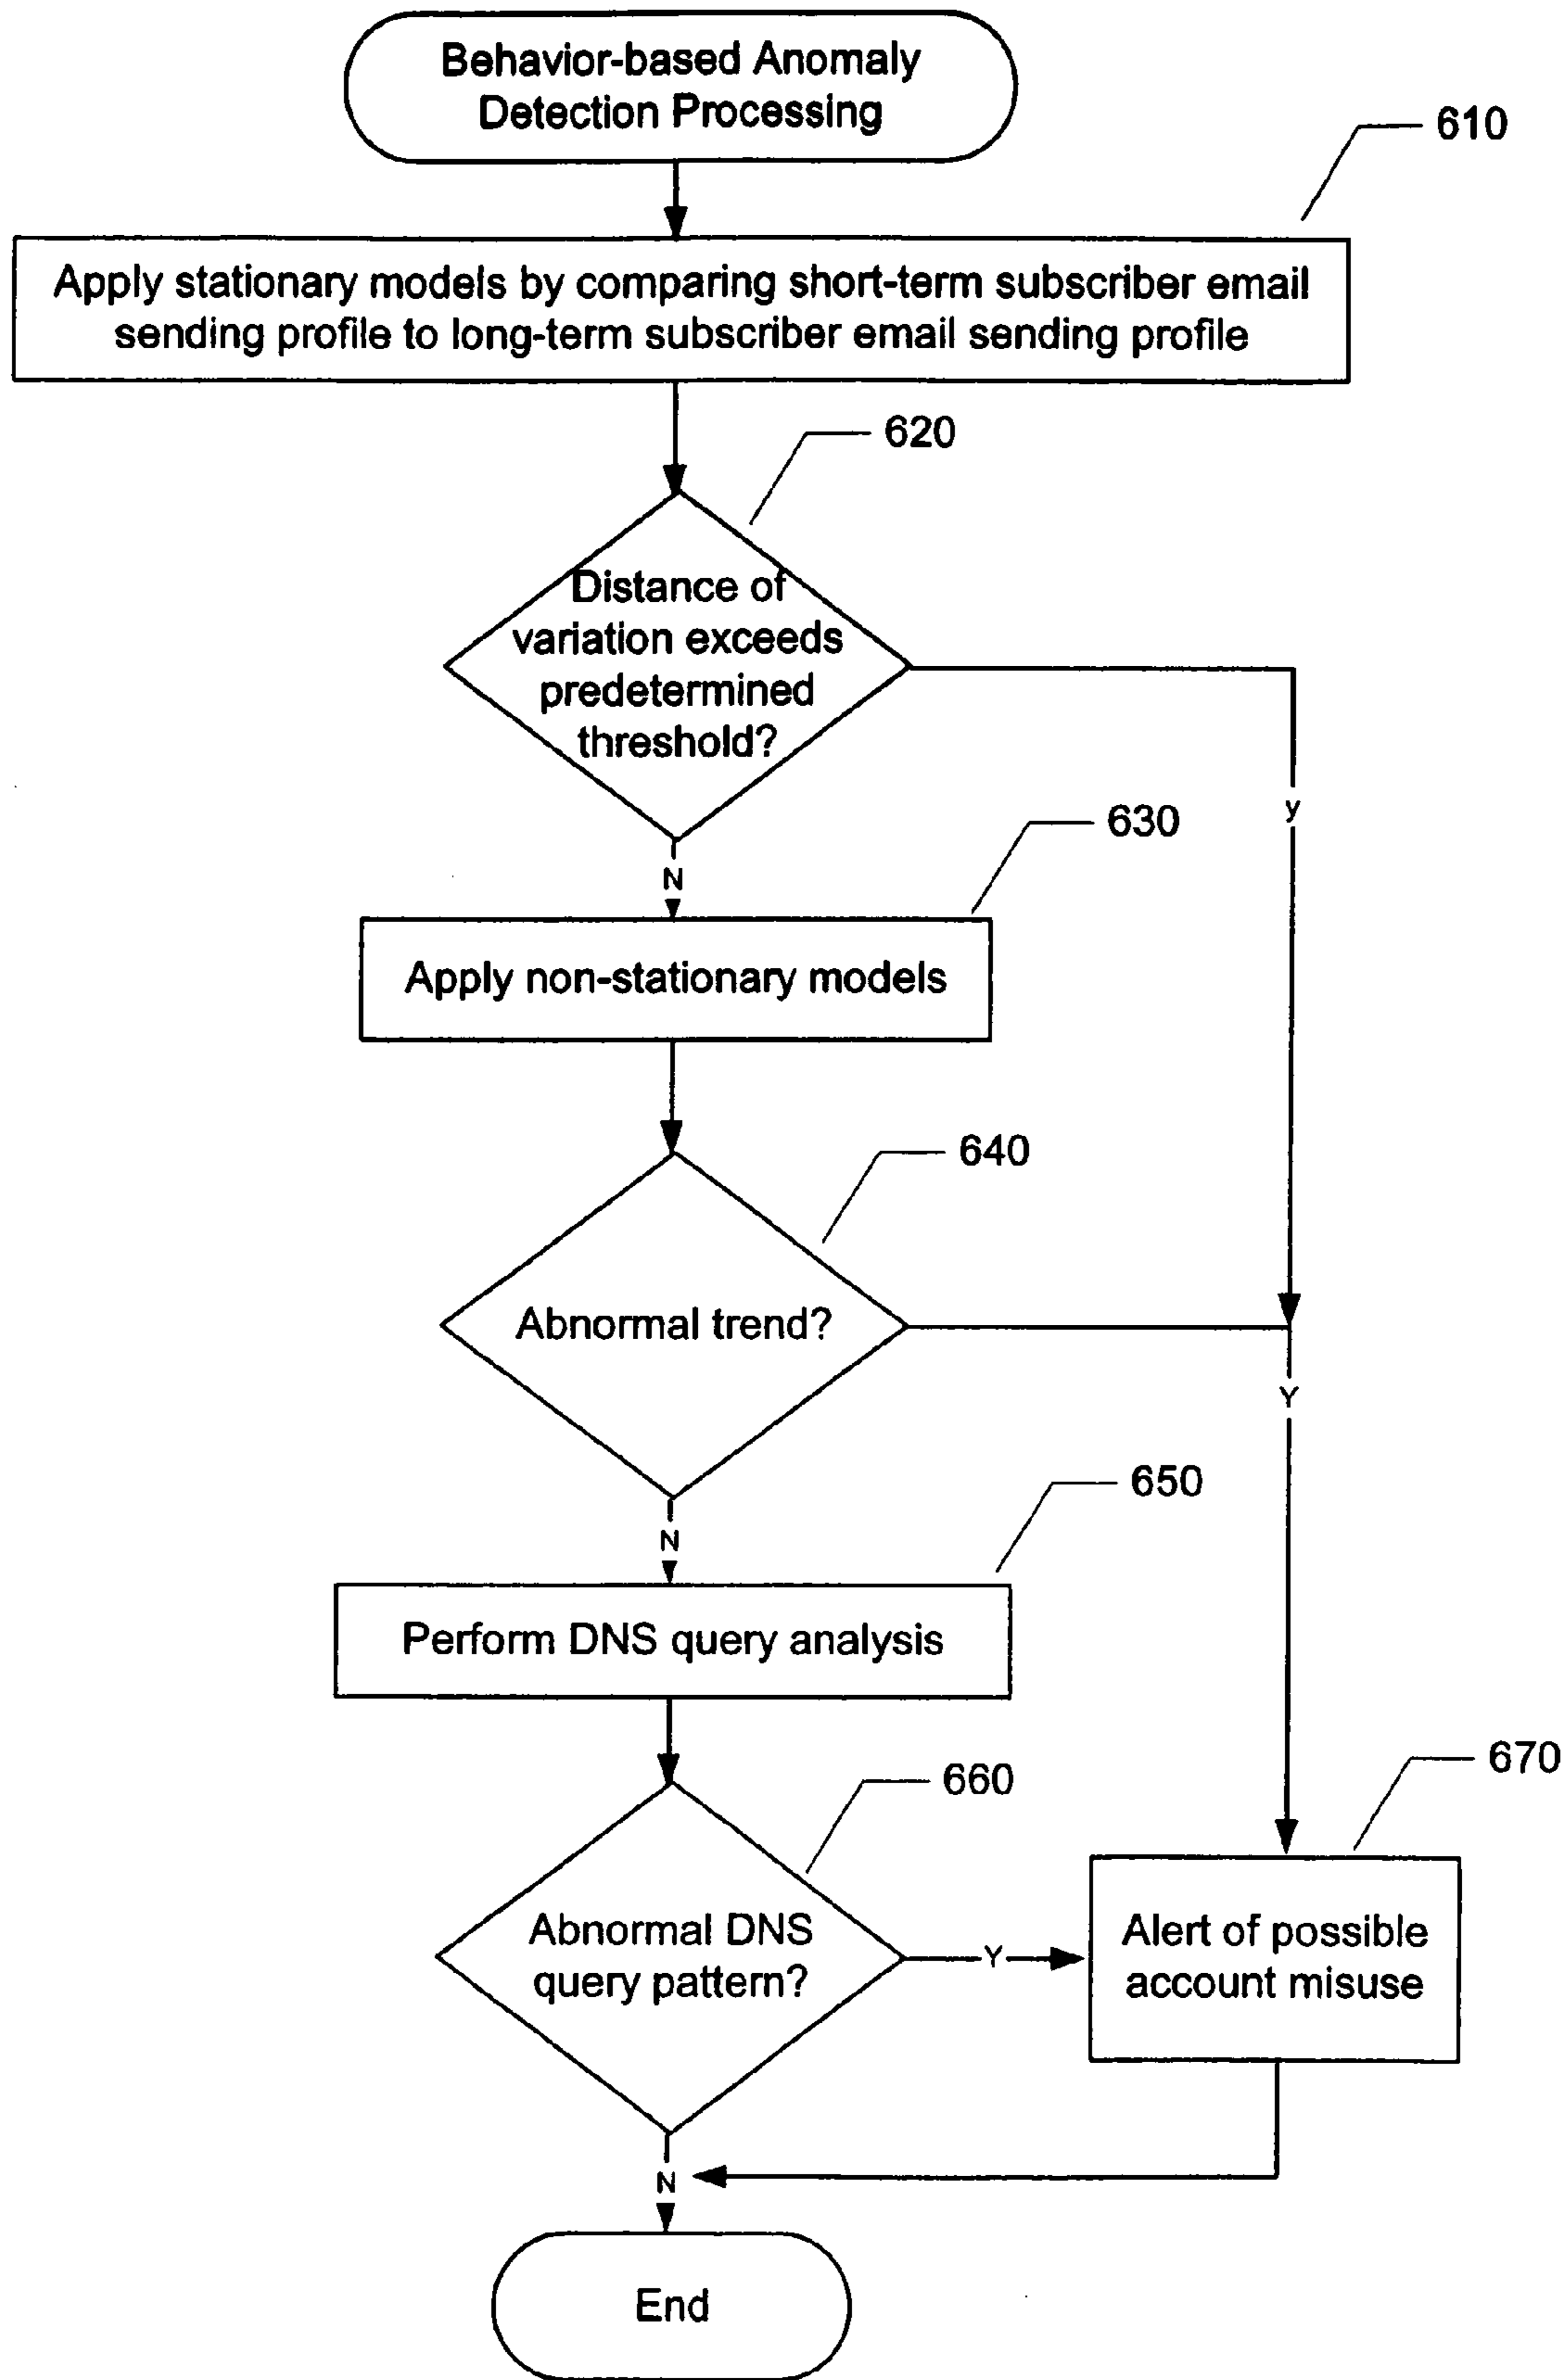 Behavior-based Anomaly
Detection Processing
610
Apply stationary models by comparing short-term subscriber email
sending profile to long-term subscriber email sending profile
620
Distance of
variation exceeds
predetermined
threshold?
y
N
630
Apply non-stationary models
640
Abnormal trend?
Y
N
650
Perform DNS query analysis
660
670
Abnormal DNS
query pattern?
Y
Alert of possible
account misuse
N
End